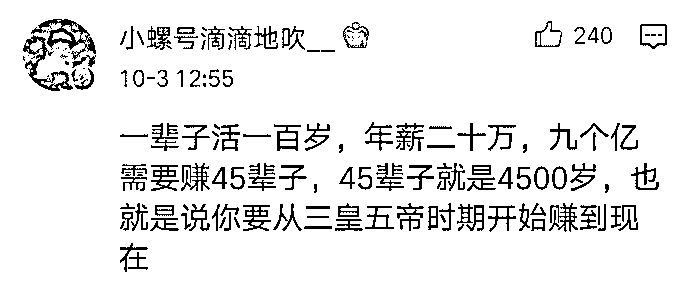 小螺号滴滴地吹__
240
10-3 12:55
一辈子活一百岁，年薪二十万，九个亿
需要赚45辈子，45辈子就是4500岁，也
就是说你要从三皇五帝时期开始赚到现
在